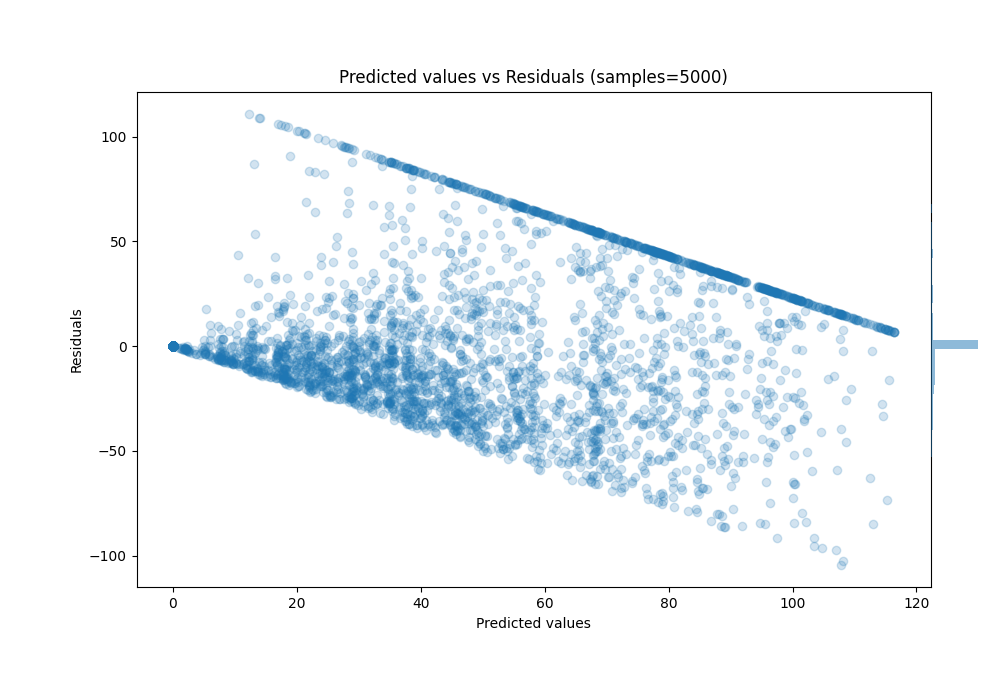 Predicted values vs Residuals (samples=5000)
100
50
0
−50
−100
Residuals
0 20 40 60 80 100 120
Predicted values